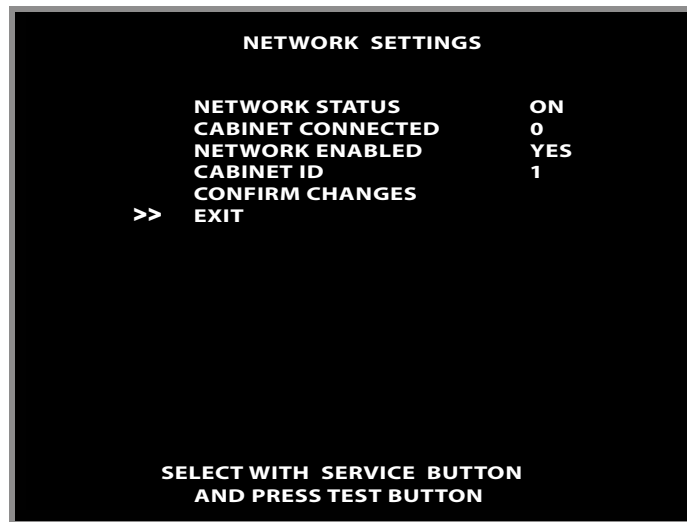 NETWORK SETTINGS
NETWORK STATUS ON
CABINET CONNECTED 0
NETWORK ENABLED YES
CABINET ID 1
CONFIRM CHANGES
>> EXIT
SELECT WITH SERVICE BUTTON
AND PRESS TEST BUTTON